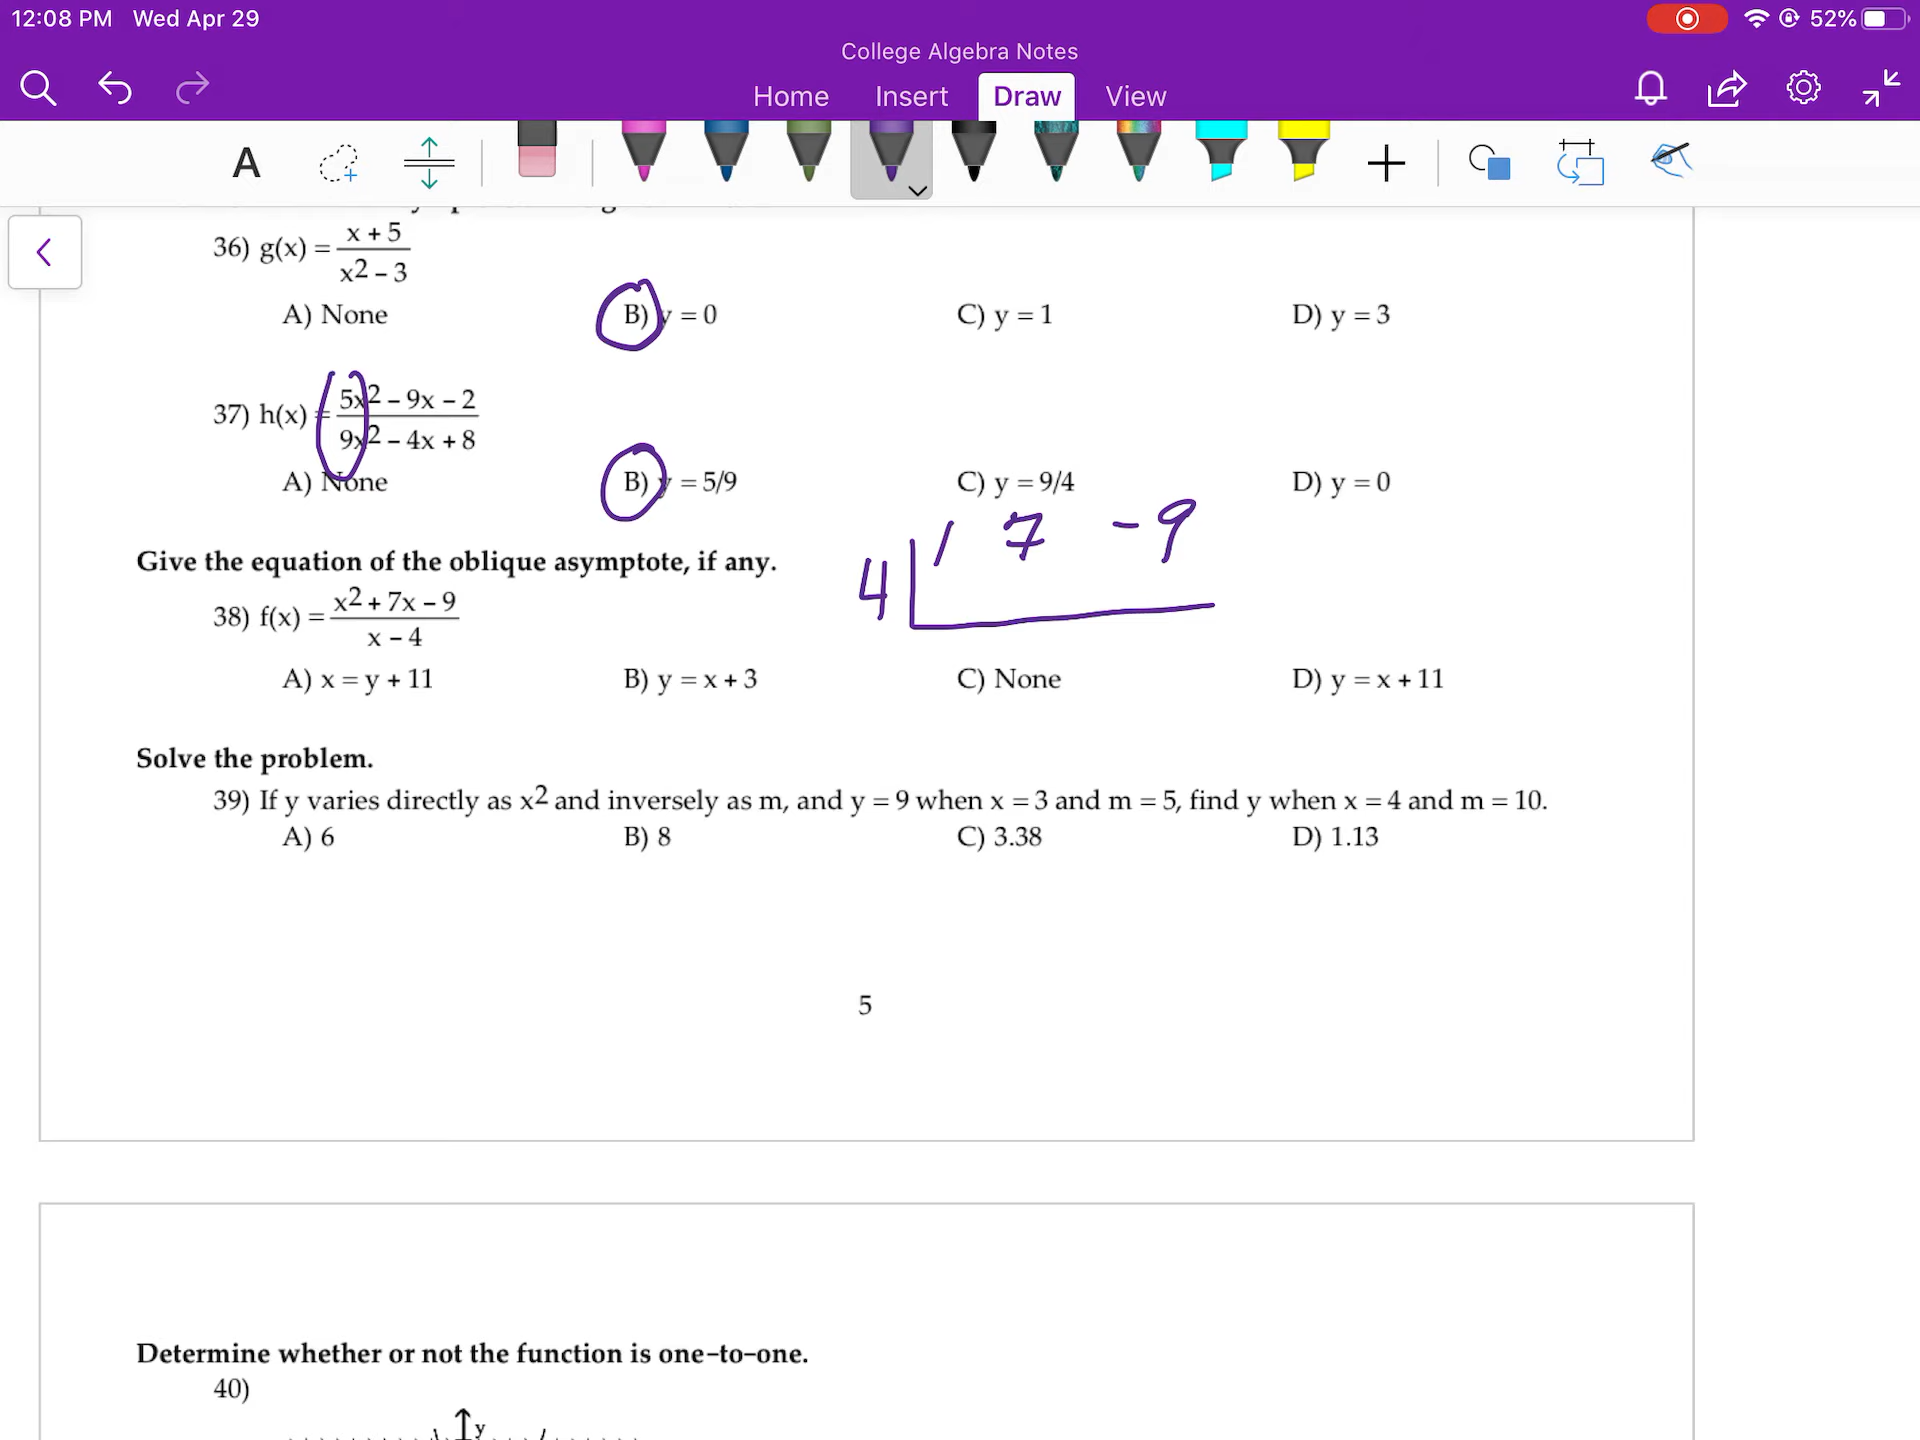 12:08 PM Wed Apr 29
52%
College Algebra Notes
Home Insert Draw View
A
36) g(x) = x + 5
x2 – 3
A) None B) y = 0 C) y = 1 D) y = 3
37) h(x) = 5x2 – 9x – 2
9x2 – 4x + 8
A) None B) y = 5/9 C) y = 9/4 D) y = 0
1 7 -9
4
Give the equation of the oblique asymptote, if any.
38) f(x) = x2 + 7x – 9
x – 4
A) x = y + 11 B) y = x + 3 C) None D) y = x + 11
Solve the problem.
39) If y varies directly as x2 and inversely as m, and y = 9 when x = 3 and m = 5, find y when x = 4 and m = 10.
A) 6 B) 8 C) 3.38 D) 1.13
5
Determine whether or not the function is one-to-one.
40)
y